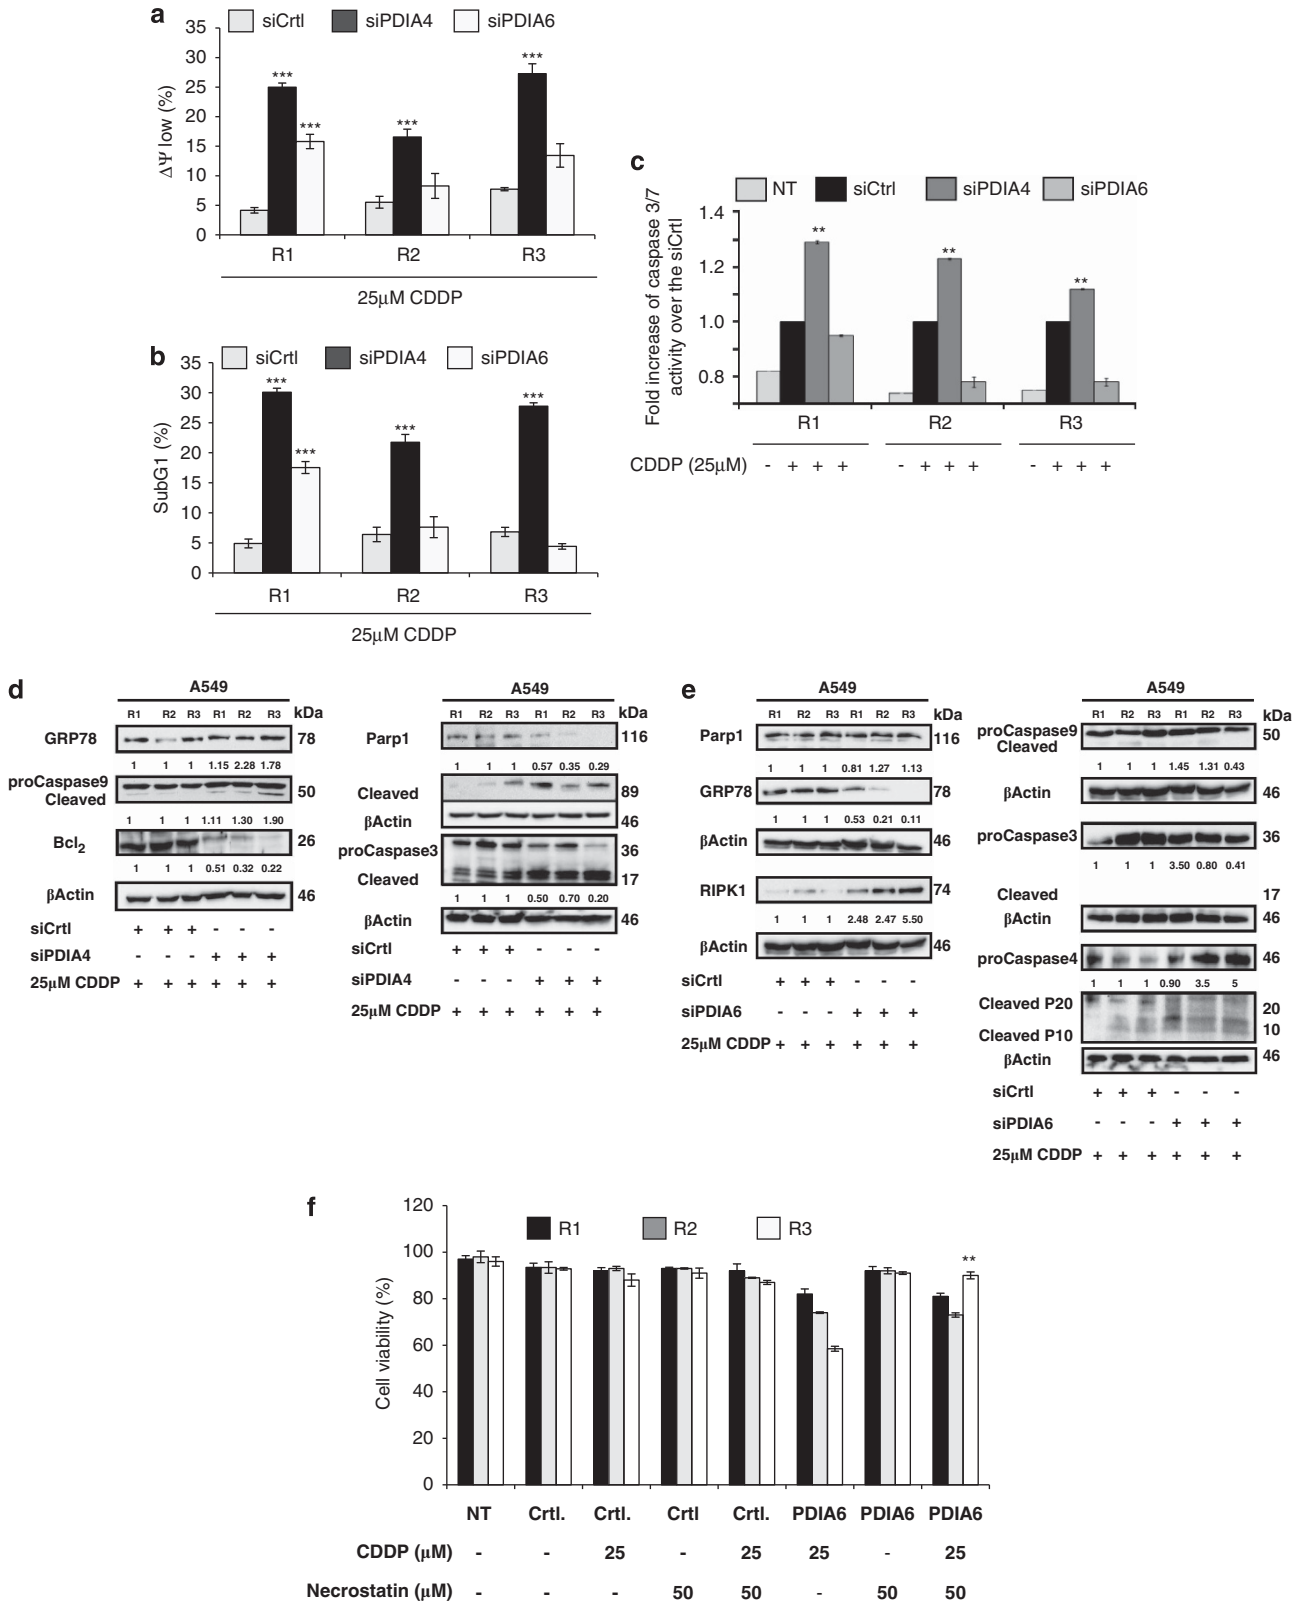 a
siCrtl siPDIA4 siPDIA6
ΔΨ low (%)
35
30
25
20
15
10
5
0
*** *** *** *** 
R1 R2 R3
25μM CDDP
b
siCrtl siPDIA4 siPDIA6
SubG1 (%)
35
30
25
20
15
10
5
0
*** *** *** ***
R1 R2 R3
25μM CDDP
c
NT siCtrl siPDIA4 siPDIA6
Fold increase of caspase 3/7
activity over the siCrtl
1.4
1.2
1.0
0.8
** ** **
R1 R2 R3
CDDP (25μM) - + + + - + + + - + + +
d
A549
R1 R2 R3 R1 R2 R3 kDa
GRP78 78
1 1 1 1.15 2.28 1.78
proCaspase9
Cleaved 50
1 1 1 1.11 1.30 1.90
Bcl2 26
1 1 1 0.51 0.32 0.22
βActin 46
siCrtl + + + - - -
siPDIA4 - - - + + +
25μM CDDP + + + + + +
A549
R1 R2 R3 R1 R2 R3 kDa
Parp1 116
1 1 1 0.57 0.35 0.29
Cleaved 89
βActin 46
proCaspase3 36
Cleaved 17
1 1 1 0.50 0.70 0.20
βActin 46
siCrtl + + + - - -
siPDIA4 - - - + + +
25μM CDDP + + + + + +
e
A549
R1 R2 R3 R1 R2 R3 kDa
Parp1 116
1 1 1 0.81 1.27 1.13
GRP78 78
1 1 1 0.53 0.21 0.11
βActin 46
RIPK1 74
1 1 1 2.48 2.47 5.50
βActin 46
siCrtl + + + - - -
siPDIA6 - - - + + +
25μM CDDP + + + + + +
A549
R1 R2 R3 R1 R2 R3 kDa
proCaspase9 50
Cleaved
1 1 1 1.45 1.31 0.43
βActin 46
proCaspase3 36
1 1 1 3.50 0.80 0.41
Cleaved 17
βActin 46
proCaspase4 46
1 1 1 0.90 3.5 5
Cleaved P20 20
Cleaved P10 10
βActin 46
siCrtl + + + - - -
siPDIA6 - - - + + +
25μM CDDP + + + + + +
f
R1 R2 R3
Cell viability (%)
120
100
80
60
40
20
0
**
NT Crtl. Crtl. Crtl Crtl. PDIA6 PDIA6 PDIA6
CDDP (μM) - - 25 - 25 25 - 25
Necrostatin (μM) - - - 50 50 - 50 50